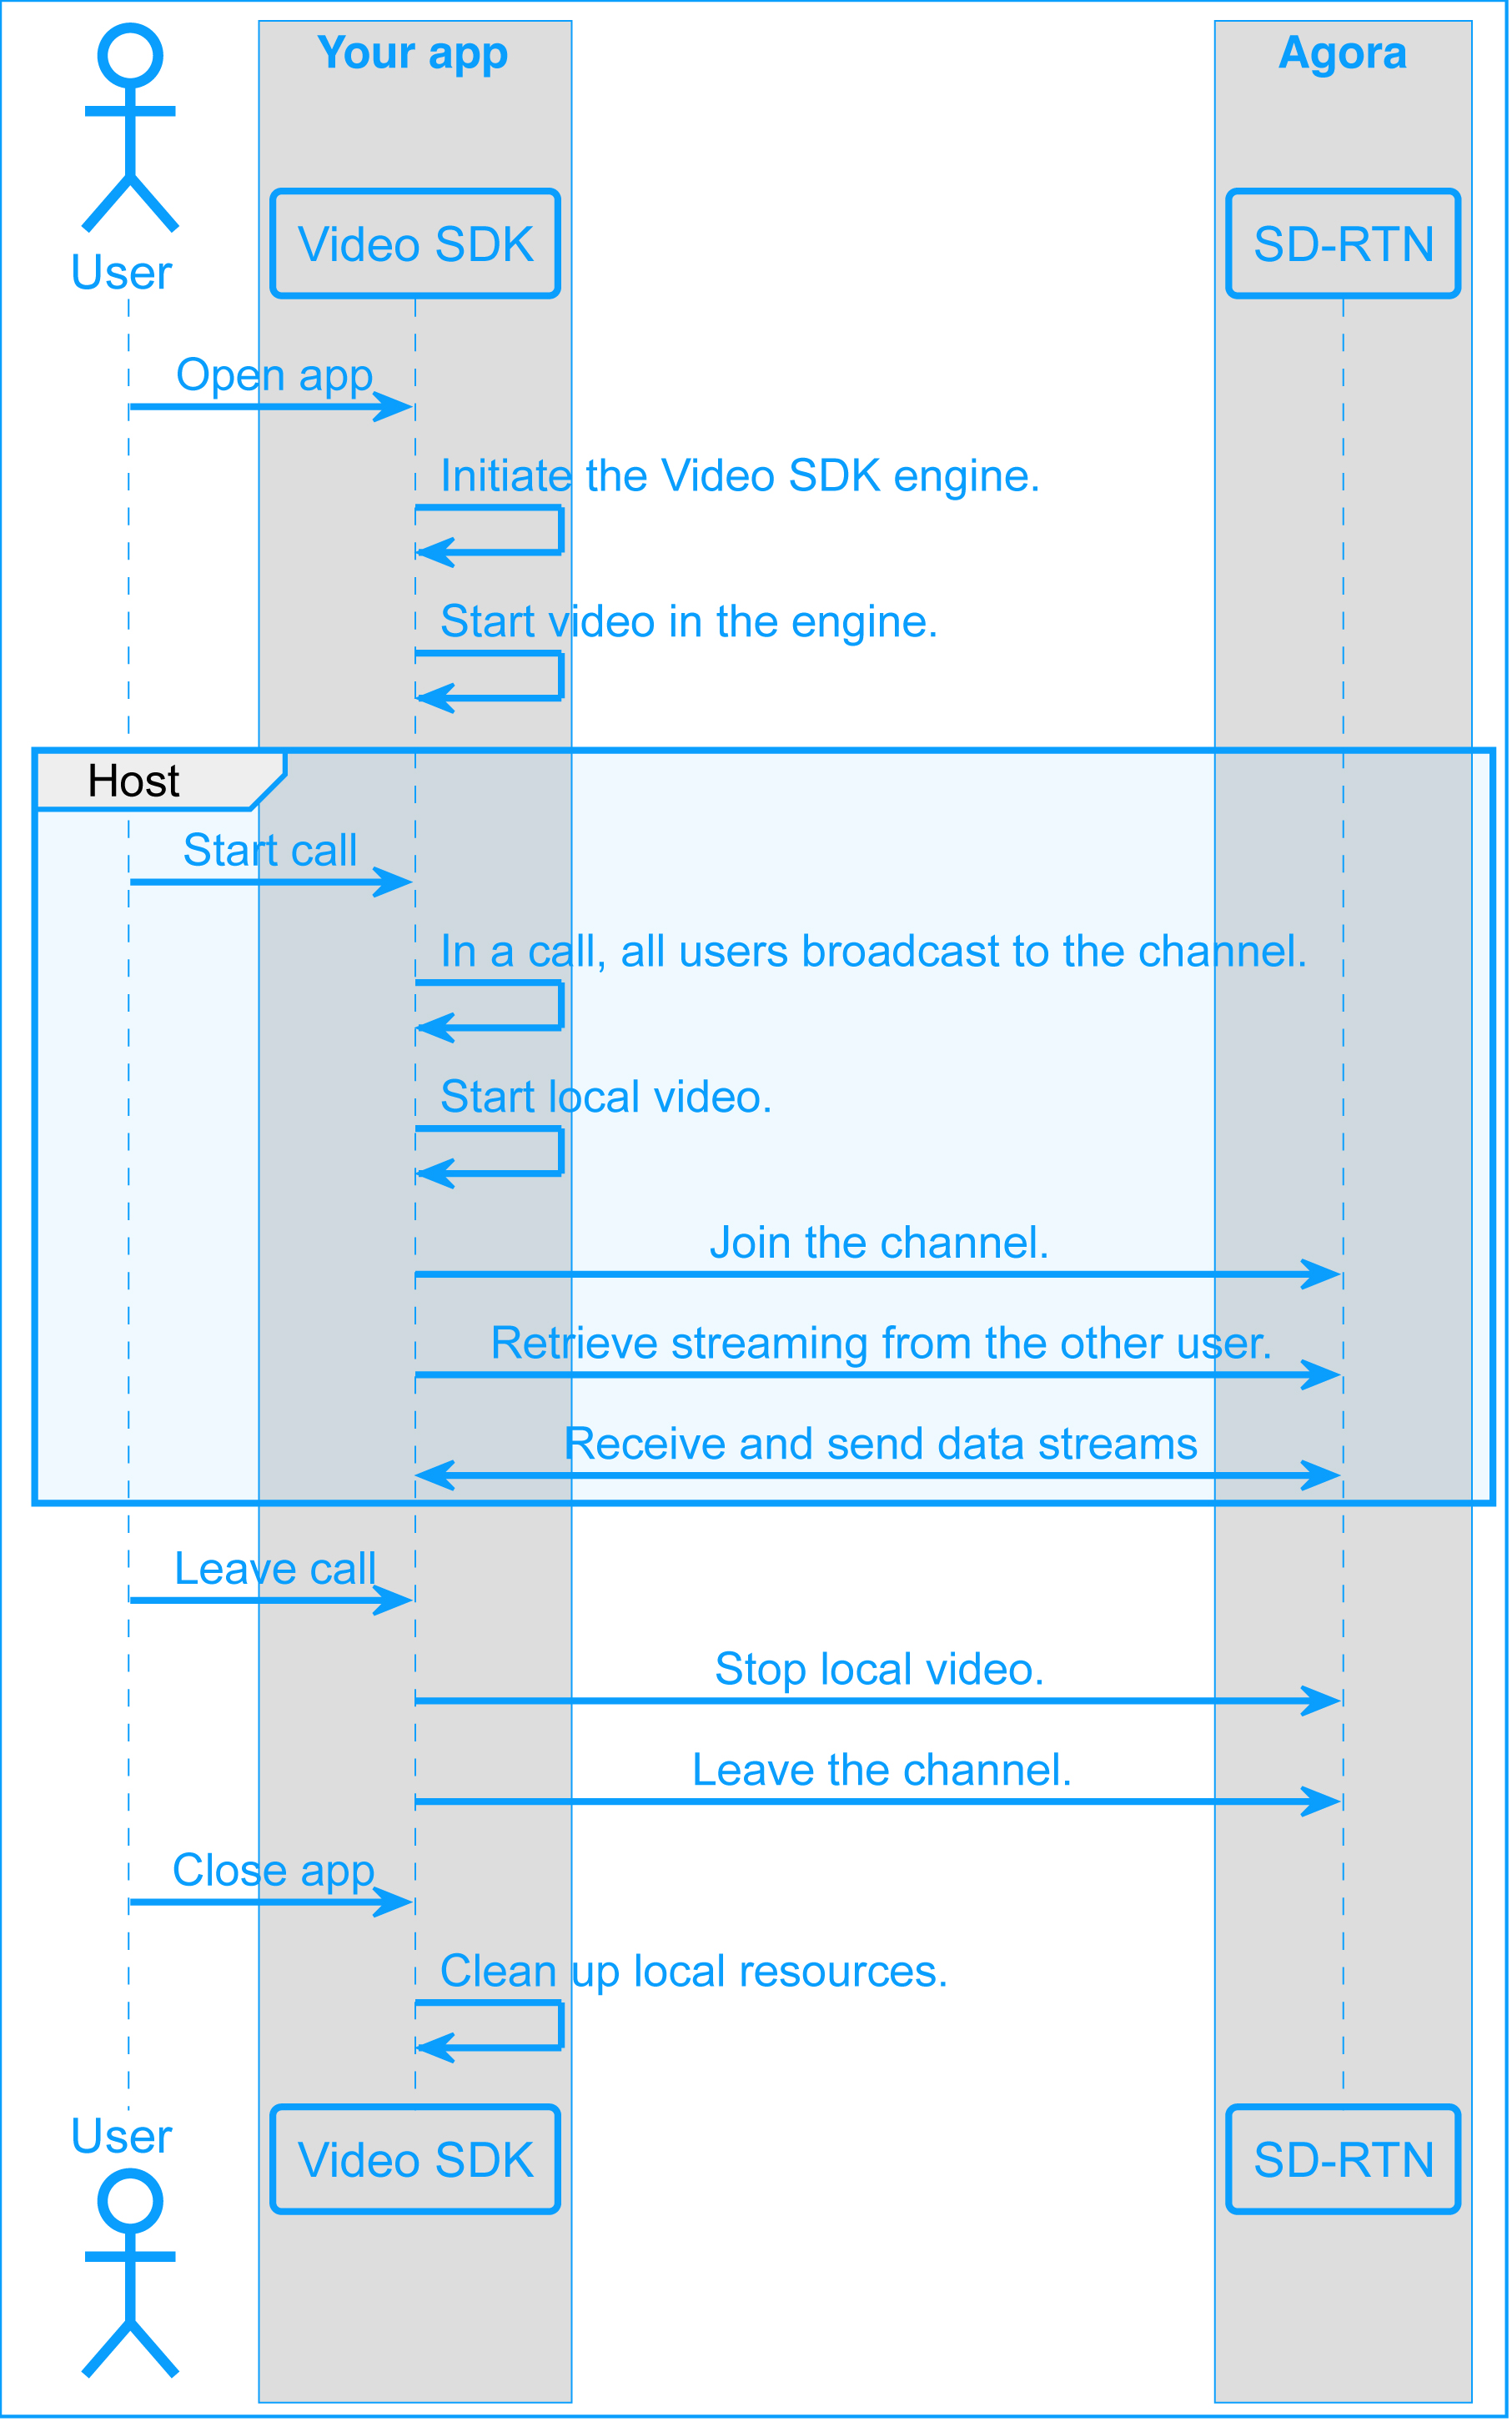 Your app
Agora
Video SDK
SD-RTN
User
Open app
Initiate the Video SDK engine.
Start video in the engine.
Host
Start call
In a call, all users broadcast to the channel.
Start local video.
Join the channel.
Retrieve streaming from the other user.
Receive and send data streams
Leave call
Stop local video.
Leave the channel.
Close app
Clean up local resources.
User
Video SDK
SD-RTN